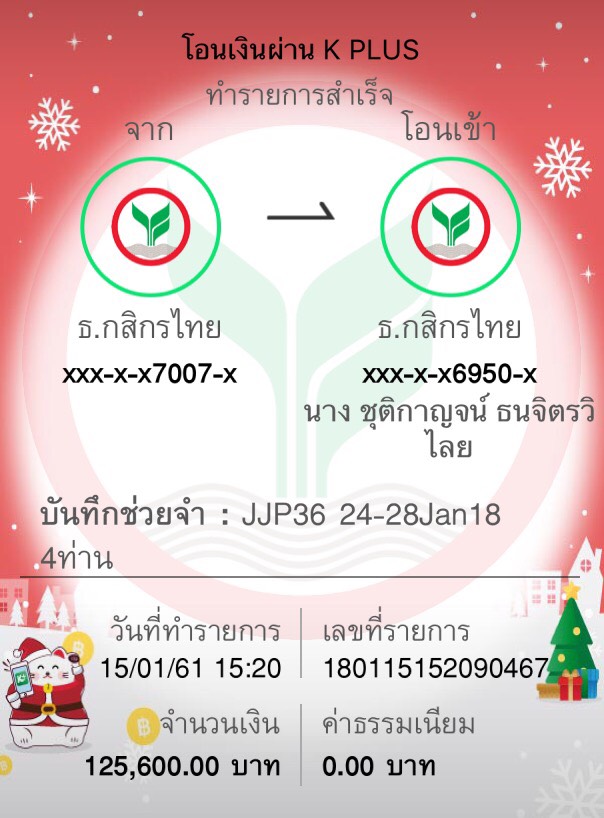 โอนเงินผ่าน K PLUS
ทำรายการสำเร็จ
จาก
โอนเข้า
ธ.กสิกรไทย
ธ.กสิกรไทย
xxx-x-x7007-x
xxx-x-x6950-x
นาง ชุติกาญจน์ ธนจิตรวิ
ไลย
บันทึกช่วยจำ : JJP36 24-28Jan18
4ท่าน
วันที่ทำรายการ
เลขที่รายการ
15/01/61 15:20
180115152090467
จำนวนเงิน
ค่าธรรมเนียม
125,600.00 บาท
0.00 บาท